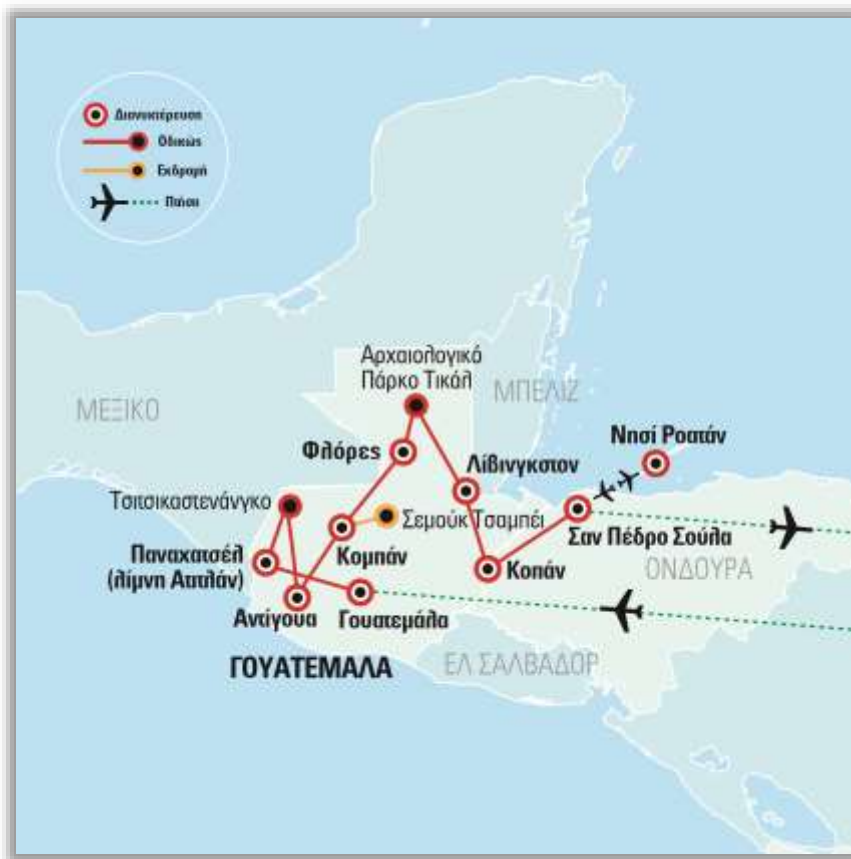 Διανυκτέρευση
Οδικώς
Εκδρομή
Πτήση
Αρχαιολογικό
Πάρκο Τικάλ
ΜΕΞΙΚΟ
ΜΠΕΛΙΖ
Φλόρες
Νησί Ροατάν
Λίβινγκστον
Τσιτσικαστενάνγκο
Σεμούκ Τσαμπέι
Σαν Πέδρο Σούλα
Κομπάν
Παναχατσέλ
(λίμνη Ατιτλάν)
Κοπάν
ΟΝΔΟΥΡΑ
Αντίγουα
Γουατεμάλα
ΓΟΥΑΤΕΜΑΛΑ
ΕΛ ΣΑΛΒΑΔΟΡ